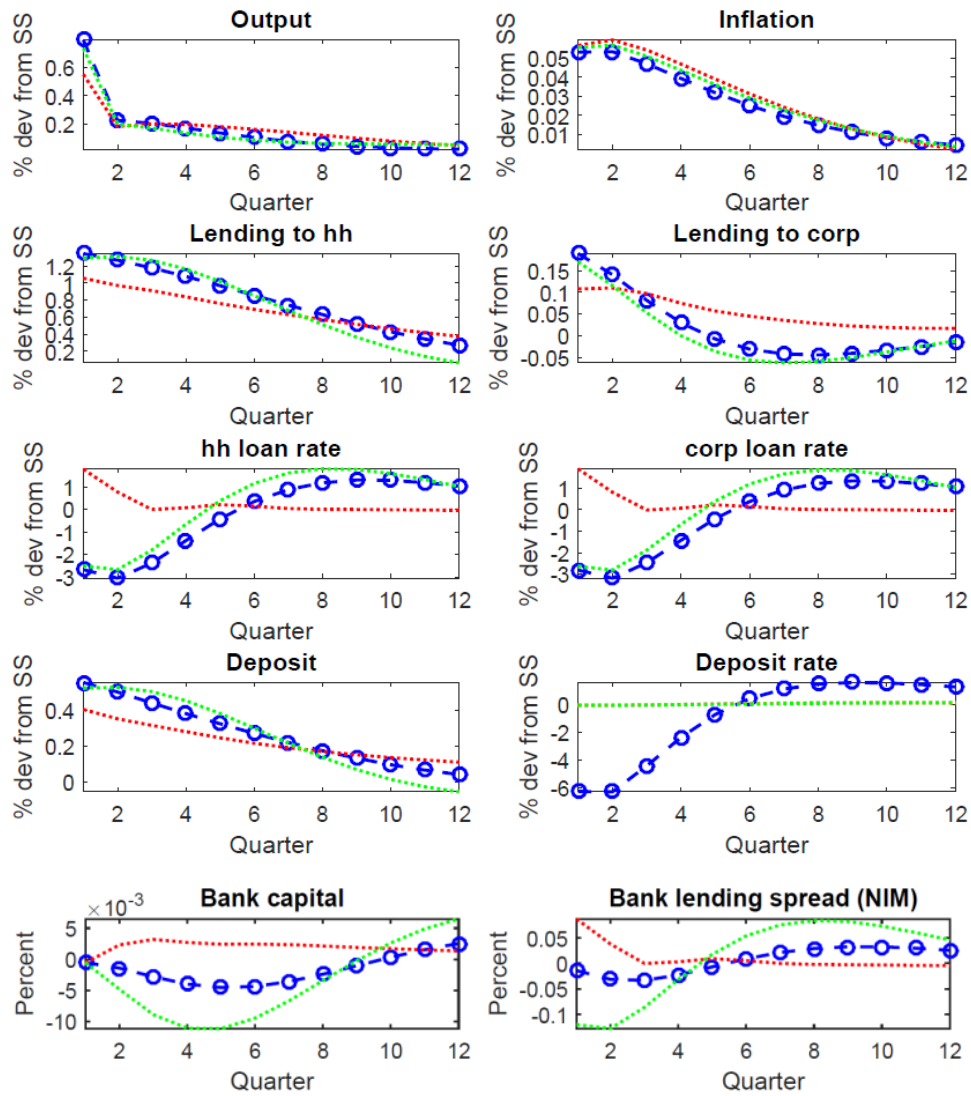 Output
% dev from SS
0.6
0.4
0.2
2 4 6 8 10 12
Quarter
Inflation
% dev from SS
0.05
0.04
0.03
0.02
0.01
2 4 6 8 10 12
Quarter
Lending to hh
% dev from SS
1.2
1
0.8
0.6
0.4
0.2
2 4 6 8 10 12
Quarter
Lending to corp
% dev from SS
0.15
0.1
0.05
0
-0.05
2 4 6 8 10 12
Quarter
hh loan rate
% dev from SS
1
0
-1
-2
-3
2 4 6 8 10 12
Quarter
corp loan rate
% dev from SS
1
0
-1
-2
-3
2 4 6 8 10 12
Quarter
Deposit
% dev from SS
0.4
0.2
0
2 4 6 8 10 12
Quarter
Deposit rate
% dev from SS
0
-2
-4
-6
2 4 6 8 10 12
Quarter
Bank capital
× 10⁻³
Percent
5
0
-5
-10
2 4 6 8 10 12
Quarter
Bank lending spread (NIM)
Percent
0.05
0
-0.05
-0.1
2 4 6 8 10 12
Quarter